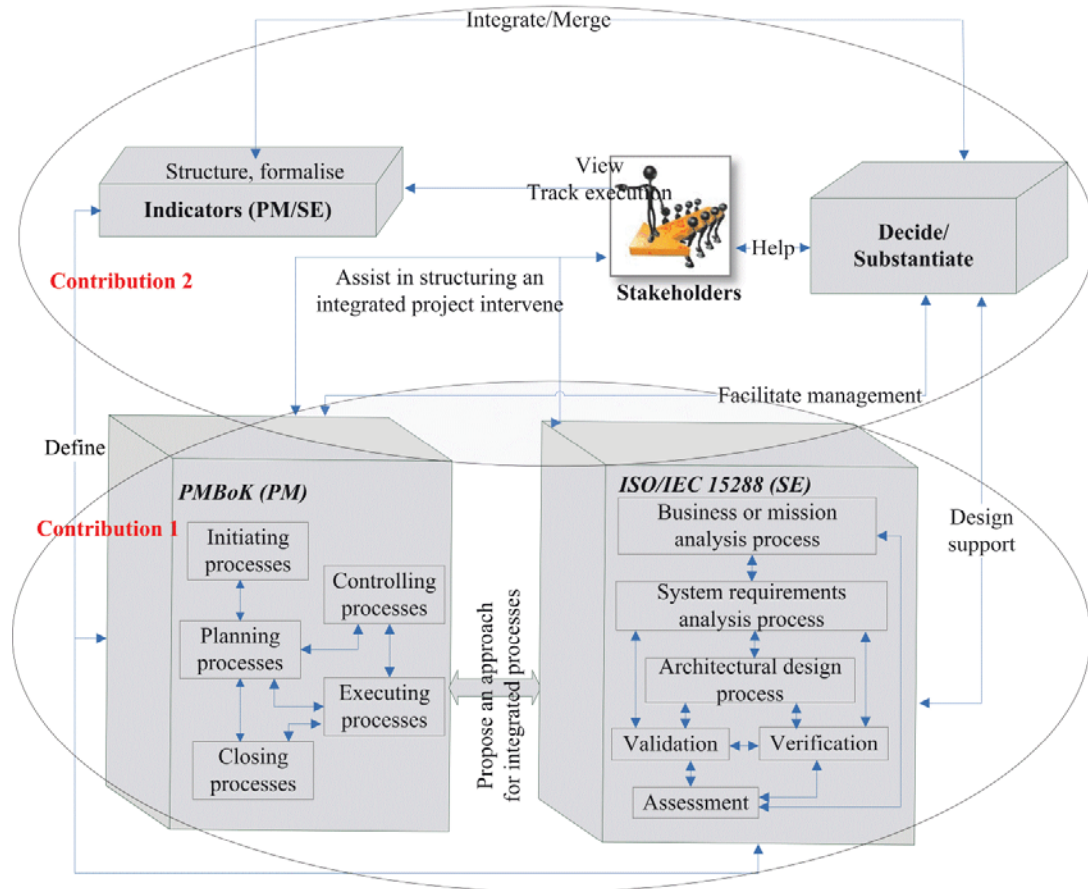 Integrate/Merge
Structure, formalise
Indicators (PM/SE)
View
Track execution
Decide/
Substantiate
Help
Stakeholders
Contribution 2
Assist in structuring an
integrated project intervene
Facilitate management
Define
Contribution 1
PMBoK (PM)
Initiating
processes
Controlling
processes
Planning
processes
Executing
processes
Closing
processes
Propose an approach
for integrated processes
ISO/IEC 15288 (SE)
Business or mission
analysis process
System requirements
analysis process
Architectural design
process
Validation
Verification
Assessment
Design
support